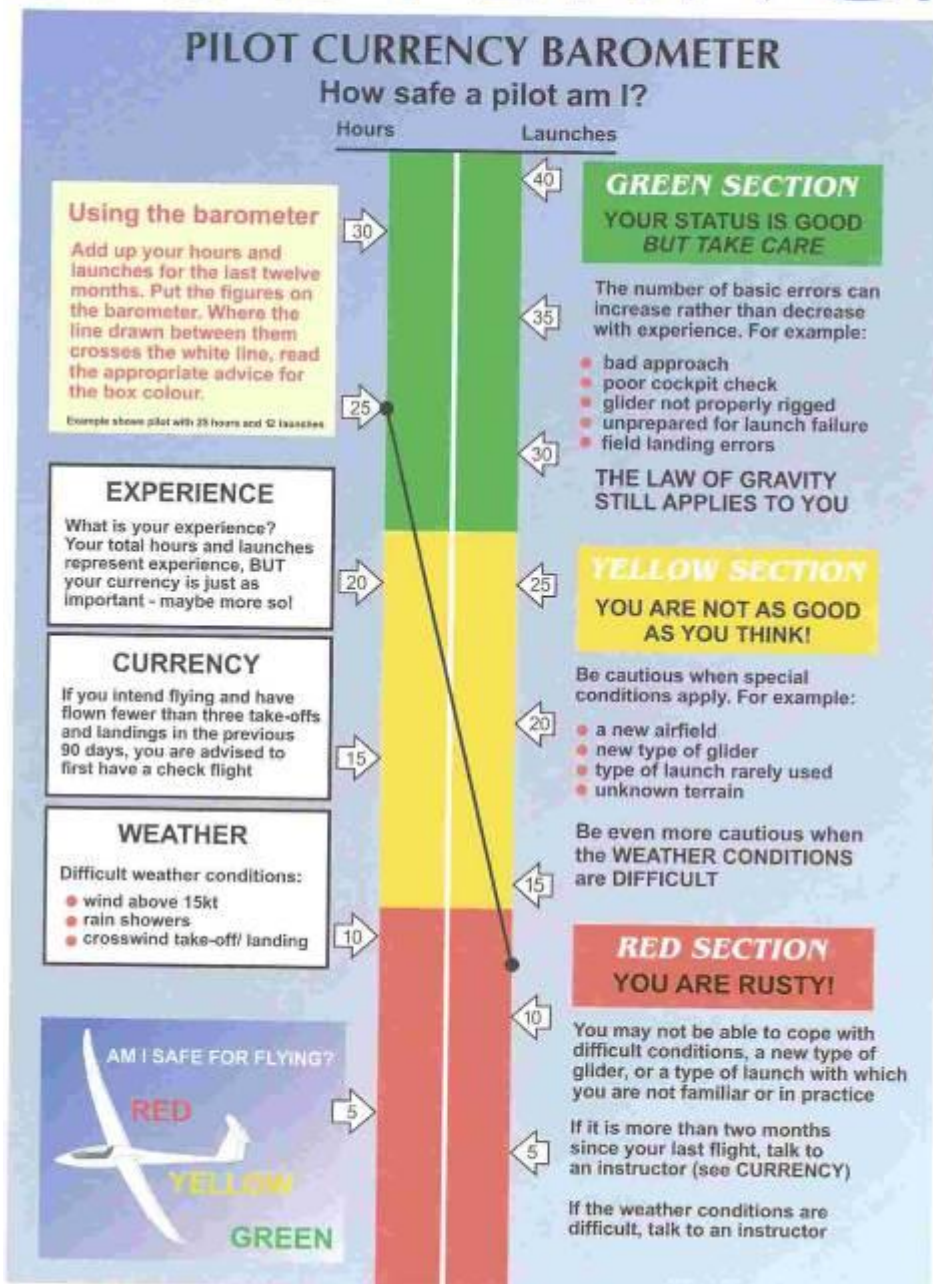 PILOT CURRENCY BAROMETER
How safe a pilot am I?
Hours
Launches
Using the barometer
Add up your hours and
launches for the last twelve
months. Put the figures on
the barometer. Where the
line drawn between them
crosses the white line, read
the appropriate advice for
the box colour.
Example shows pilot with 25 hours and 12 launches
EXPERIENCE
What is your experience?
Your total hours and launches
represent experience, BUT
your currency is just as
important - maybe more so!
CURRENCY
If you intend flying and have
flown fewer than three take-offs
and landings in the previous
90 days, you are advised to
first have a check flight
WEATHER
Difficult weather conditions:
wind above 15kt
rain showers
crosswind take-off/ landing
AM I SAFE FOR FLYING?
RED
YELLOW
GREEN
30
25
20
15
10
5
40
35
30
25
20
15
10
5
GREEN SECTION
YOUR STATUS IS GOOD
BUT TAKE CARE
The number of basic errors can
increase rather than decrease
with experience. For example:
bad approach
poor cockpit check
glider not properly rigged
unprepared for launch failure
field landing errors
THE LAW OF GRAVITY
STILL APPLIES TO YOU
YELLOW SECTION
YOU ARE NOT AS GOOD
AS YOU THINK!
Be cautious when special
conditions apply. For example:
a new airfield
new type of glider
type of launch rarely used
unknown terrain
Be even more cautious when
the WEATHER CONDITIONS
are DIFFICULT
RED SECTION
YOU ARE RUSTY!
You may not be able to cope with
difficult conditions, a new type of
glider, or a type of launch with which
you are not familiar or in practice
If it is more than two months
since your last flight, talk to
an instructor (see CURRENCY)
If the weather conditions are
difficult, talk to an instructor